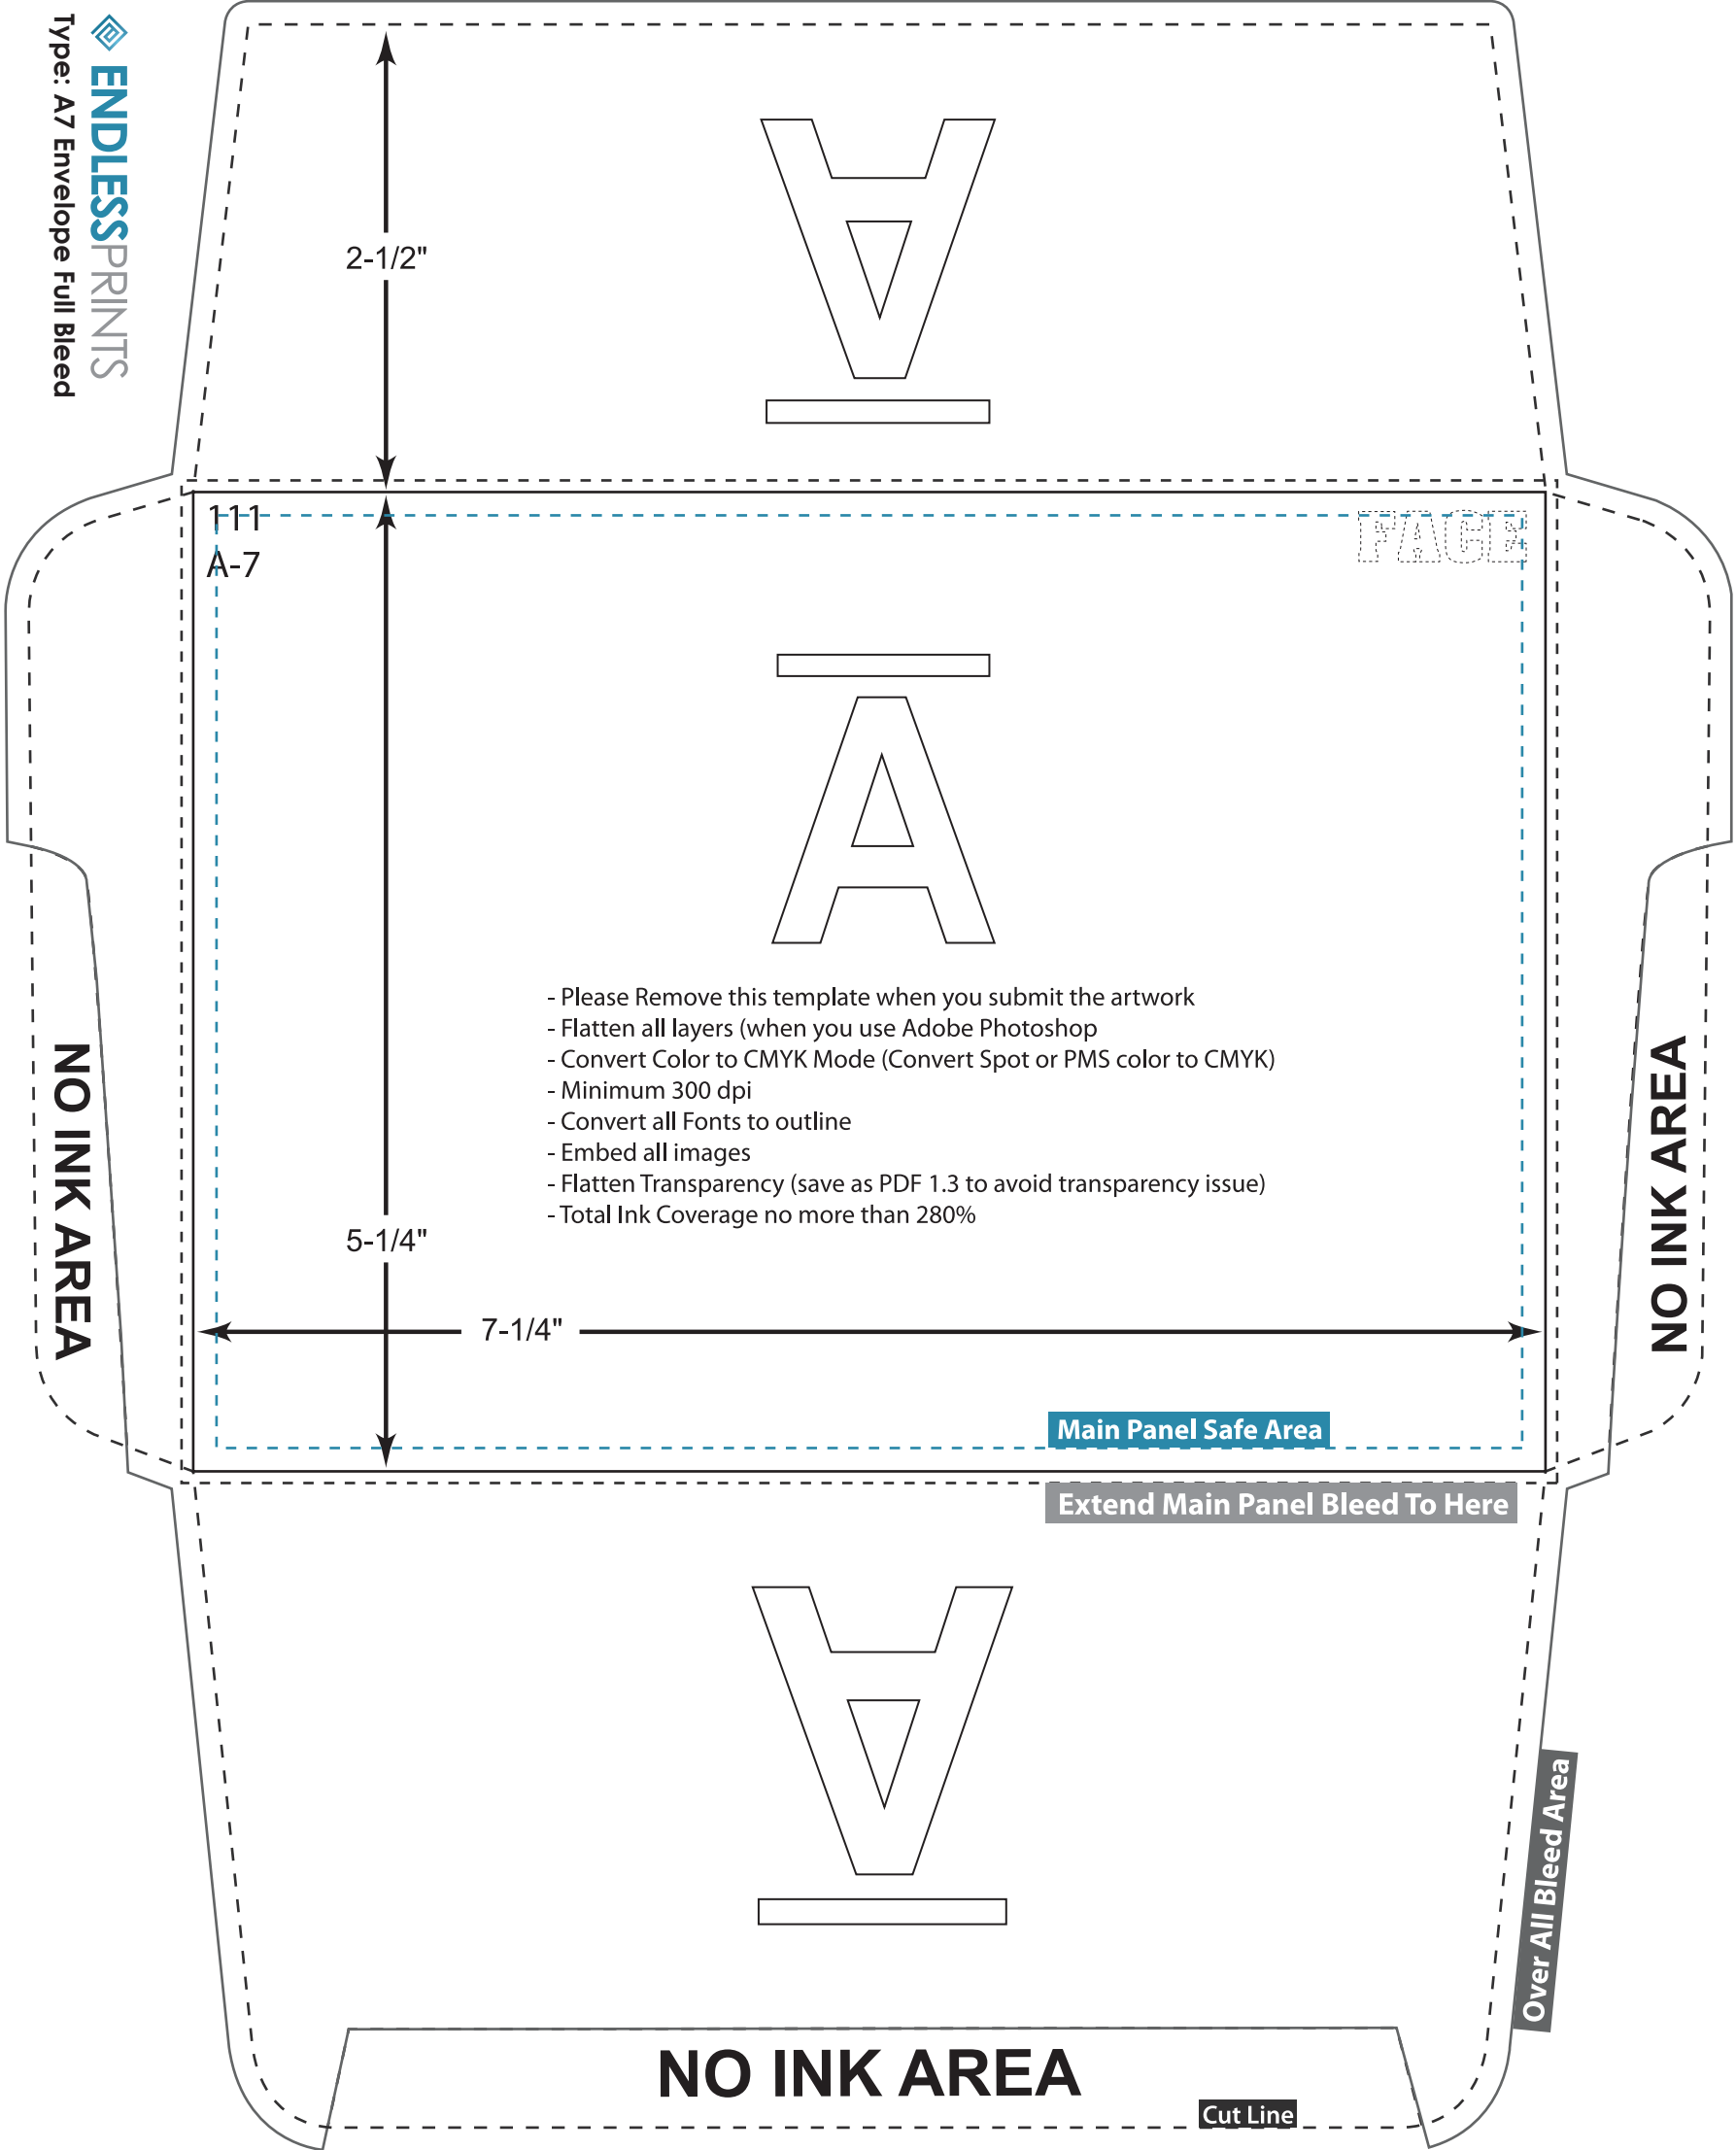 ENDLESSPRINTS
Type: A7 Envelope Full Bleed
A
2-1/2"
111
A-7
FACE
A
- Please Remove this template when you submit the artwork
- Flatten all layers (when you use Adobe Photoshop
- Convert Color to CMYK Mode (Convert Spot or PMS color to CMYK)
- Minimum 300 dpi
- Convert all Fonts to outline
- Embed all images
- Flatten Transparency (save as PDF 1.3 to avoid transparency issue)
- Total Ink Coverage no more than 280%
NO INK AREA
NO INK AREA
5-1/4"
7-1/4"
Main Panel Safe Area
Extend Main Panel Bleed To Here
A
Over All Bleed Area
NO INK AREA
Cut Line